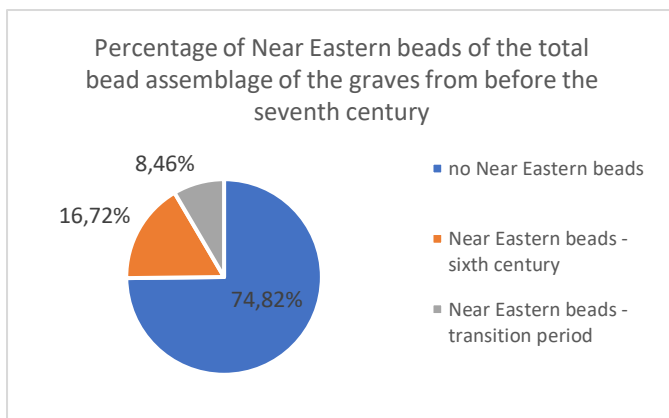 Percentage of Near Eastern beads of the total
bead assemblage of the graves from before the
seventh century
8,46%
16,72%
74,82%
no Near Eastern beads
Near Eastern beads -
sixth century
Near Eastern beads -
transition period